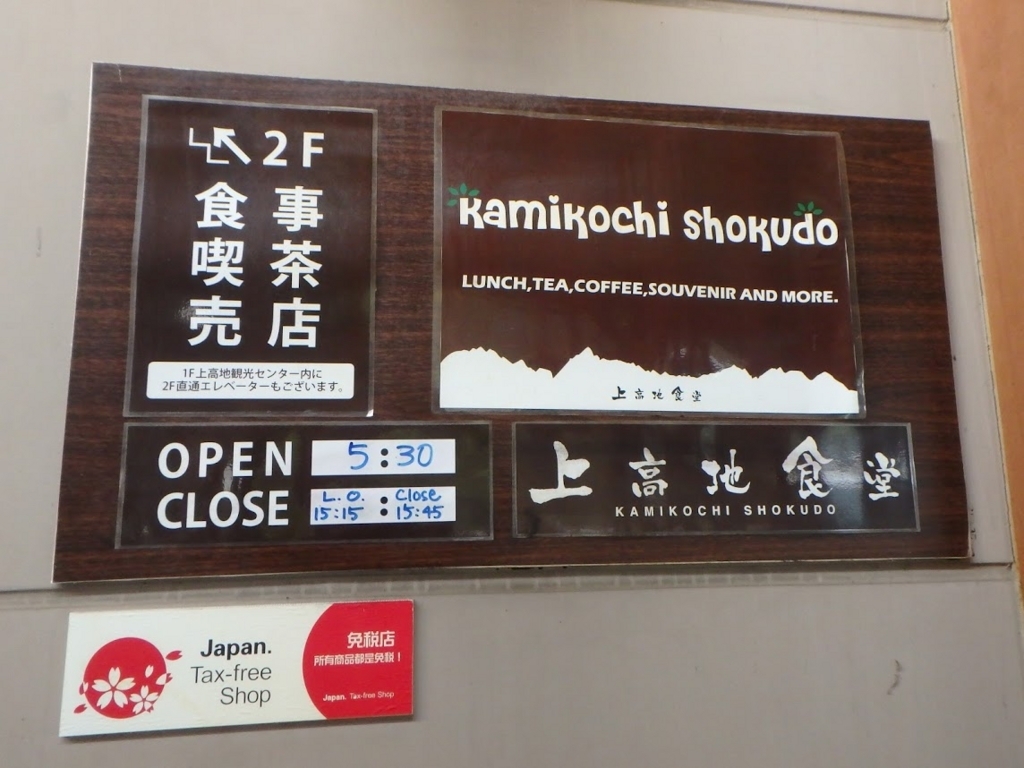 2F
食事
喫茶
売店
1F上高地観光センター内に
2F直通エレベーターもございます。
kamikochi shokudo
LUNCH,TEA,COFFEE,SOUVENIR AND MORE.
上高地食堂
OPEN 5:30
CLOSE L.O. 15:15 : Close 15:45
上高地食堂
KAMIKOCHI SHOKUDO
Japan.
Tax-free
Shop
免税店
所有商品都是免税！
Japan. Tax-free Shop